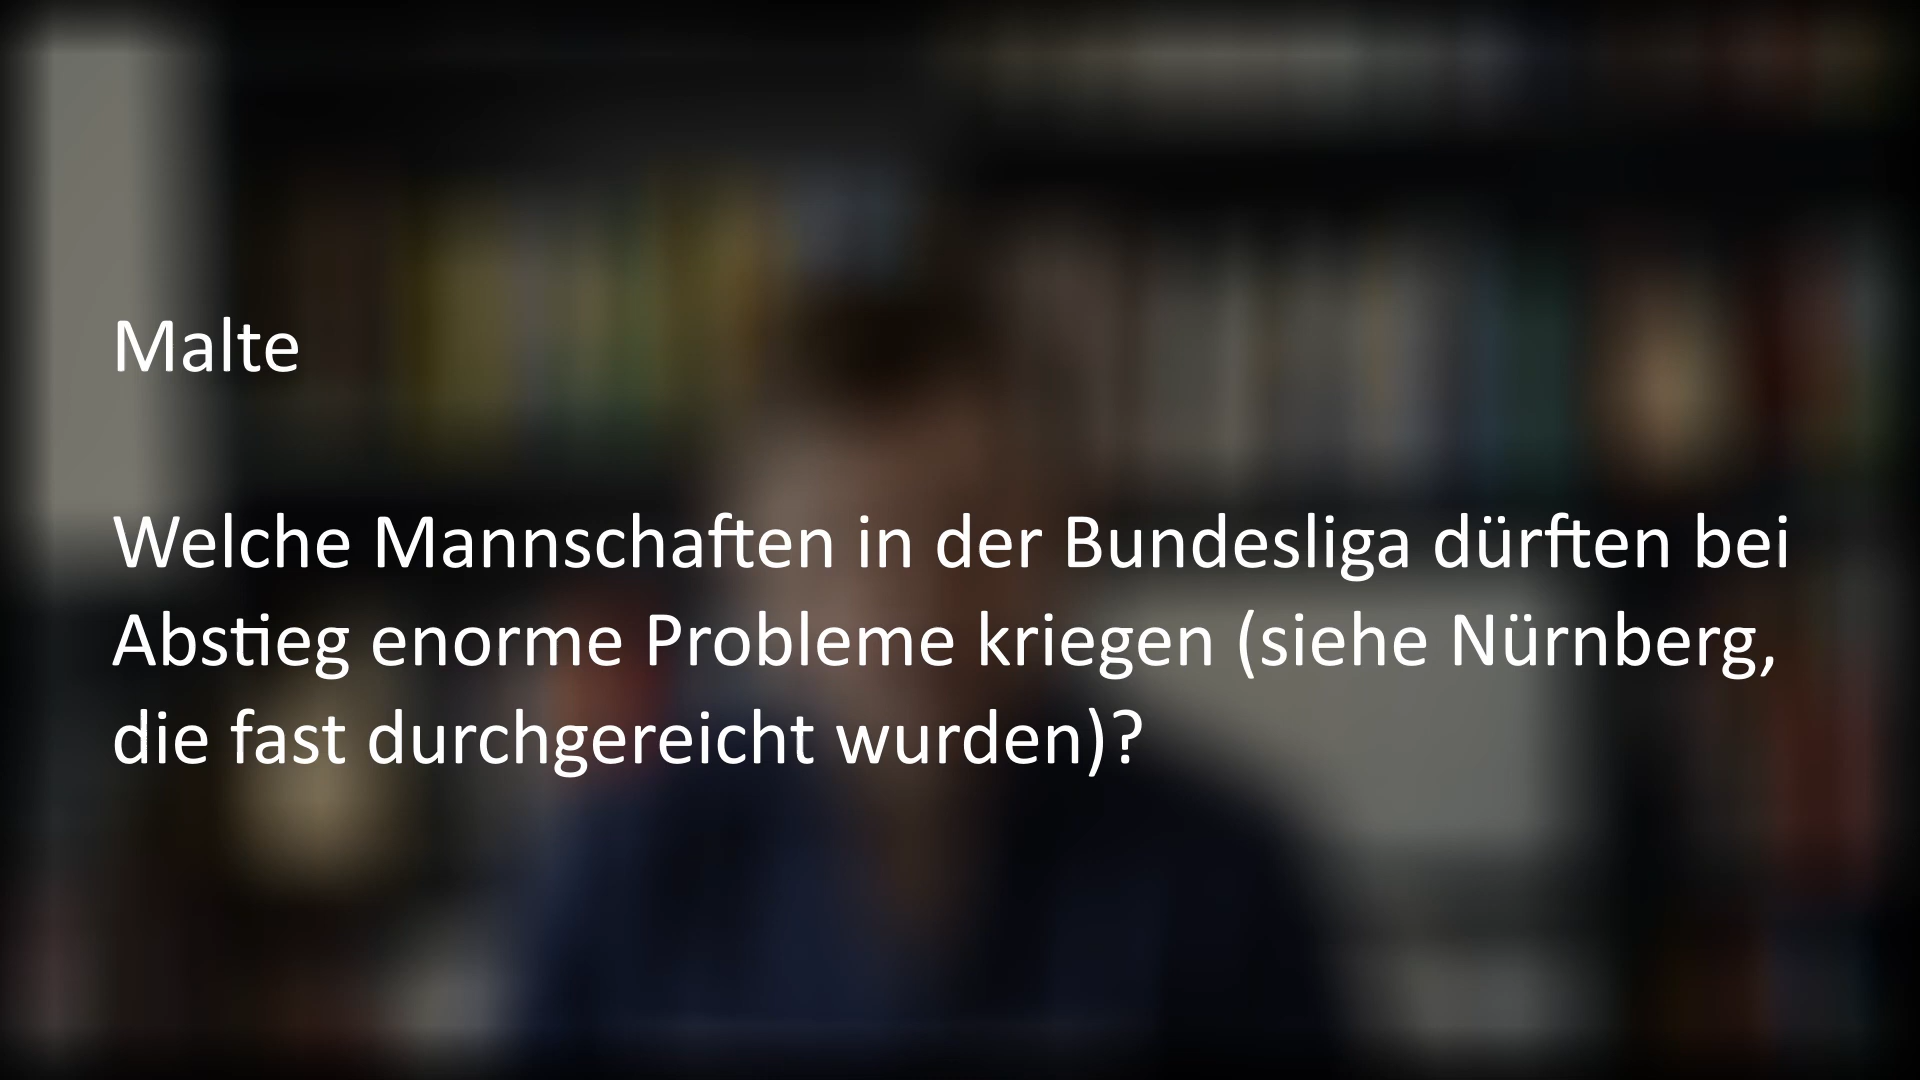 Malte
Welche Mannschaften in der Bundesliga dürften bei
Abstieg enorme Probleme kriegen (siehe Nürnberg,
die fast durchgereicht wurden)?